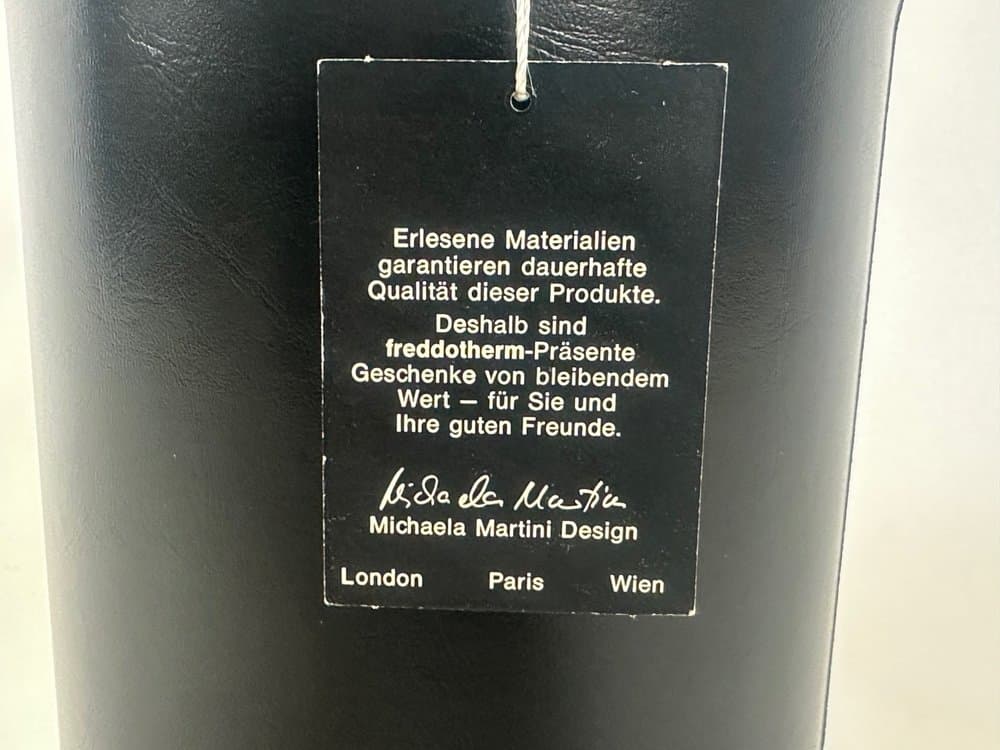 Erlesene Materialien
garantieren dauerhafte
Qualität dieser Produkte.
Deshalb sind
freddotherm-Präsente
Geschenke von bleibendem
Wert – für Sie und
Ihre guten Freunde.
Michaela Martini
Michaela Martini Design
London Paris Wien